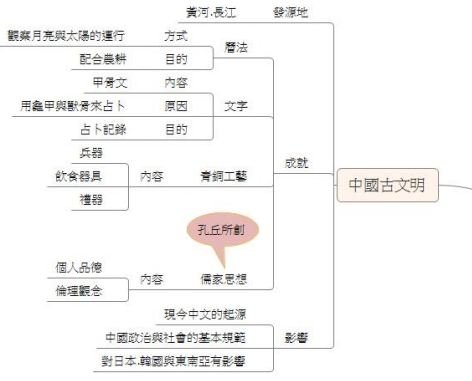 中國古文明
發源地
黃河.長江
成就
曆法
方式
觀察月亮與太陽的運行
目的
配合農耕
文字
內容
甲骨文
原因
用龜甲與獸骨來占卜
目的
占卜記錄
青銅工藝
內容
兵器
飲食器具
禮器
孔丘所創
儒家思想
內容
個人品德
倫理觀念
影響
現今中文的起源
中國政治與社會的基本規範
對日本.韓國與東南亞有影響